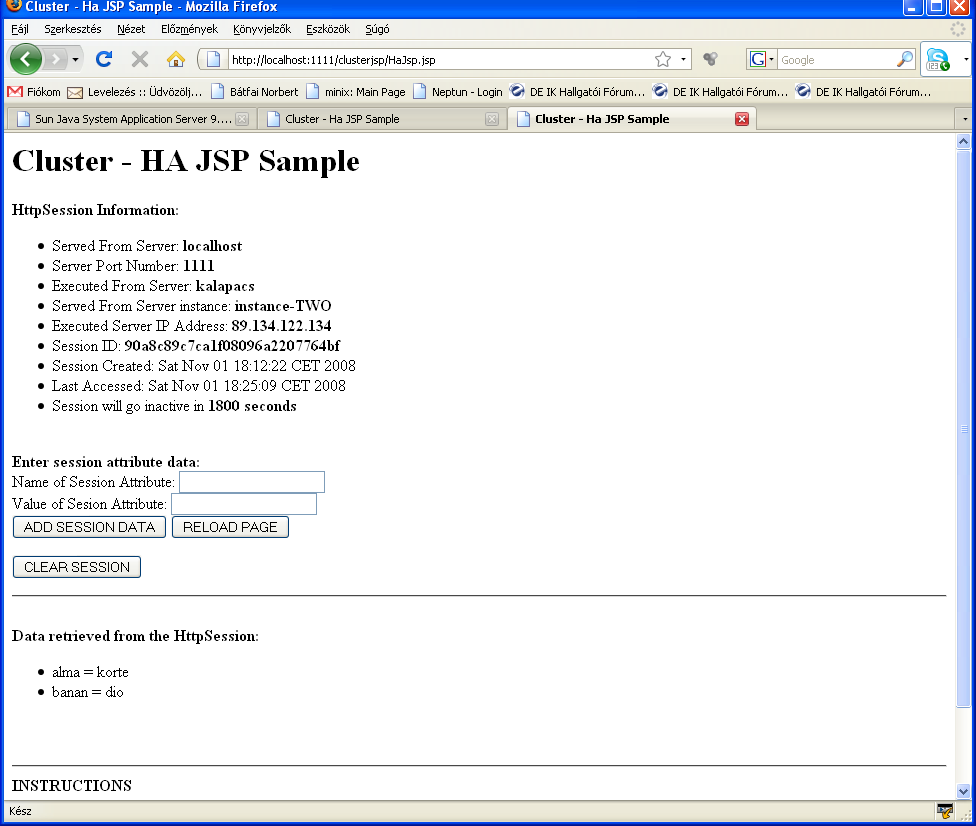 Cluster - Ha JSP Sample - Mozilla Firefox
Fájl Szerkesztés Nézet Előzmények Könyvjelzők Eszközök Súgó
http://localhost:1111/clusterjsp/HaJsp.jsp
G Google
123
Fiókom Levelezés :: Üdvözölj... Bátfai Norbert minix: Main Page Neptun - Login DE IK Hallgatói Fórum... DE IK Hallgatói Fórum... DE IK Hallgatói Fórum...
Sun Java System Application Server 9.... Cluster - Ha JSP Sample Cluster - Ha JSP Sample
Cluster - HA JSP Sample
HttpSession Information:
Served From Server: localhost
Server Port Number: 1111
Executed From Server: kalapacs
Served From Server instance: instance-TWO
Executed Server IP Address: 89.134.122.134
Session ID: 90a8c89c7ca1f08096a2207764bf
Session Created: Sat Nov 01 18:12:22 CET 2008
Last Accessed: Sat Nov 01 18:25:09 CET 2008
Session will go inactive in 1800 seconds
Enter session attribute data:
Name of Session Attribute:
Value of Sesion Attribute:
ADD SESSION DATA RELOAD PAGE
CLEAR SESSION
Data retrieved from the HttpSession:
alma = korte
banan = dio
INSTRUCTIONS
Kész